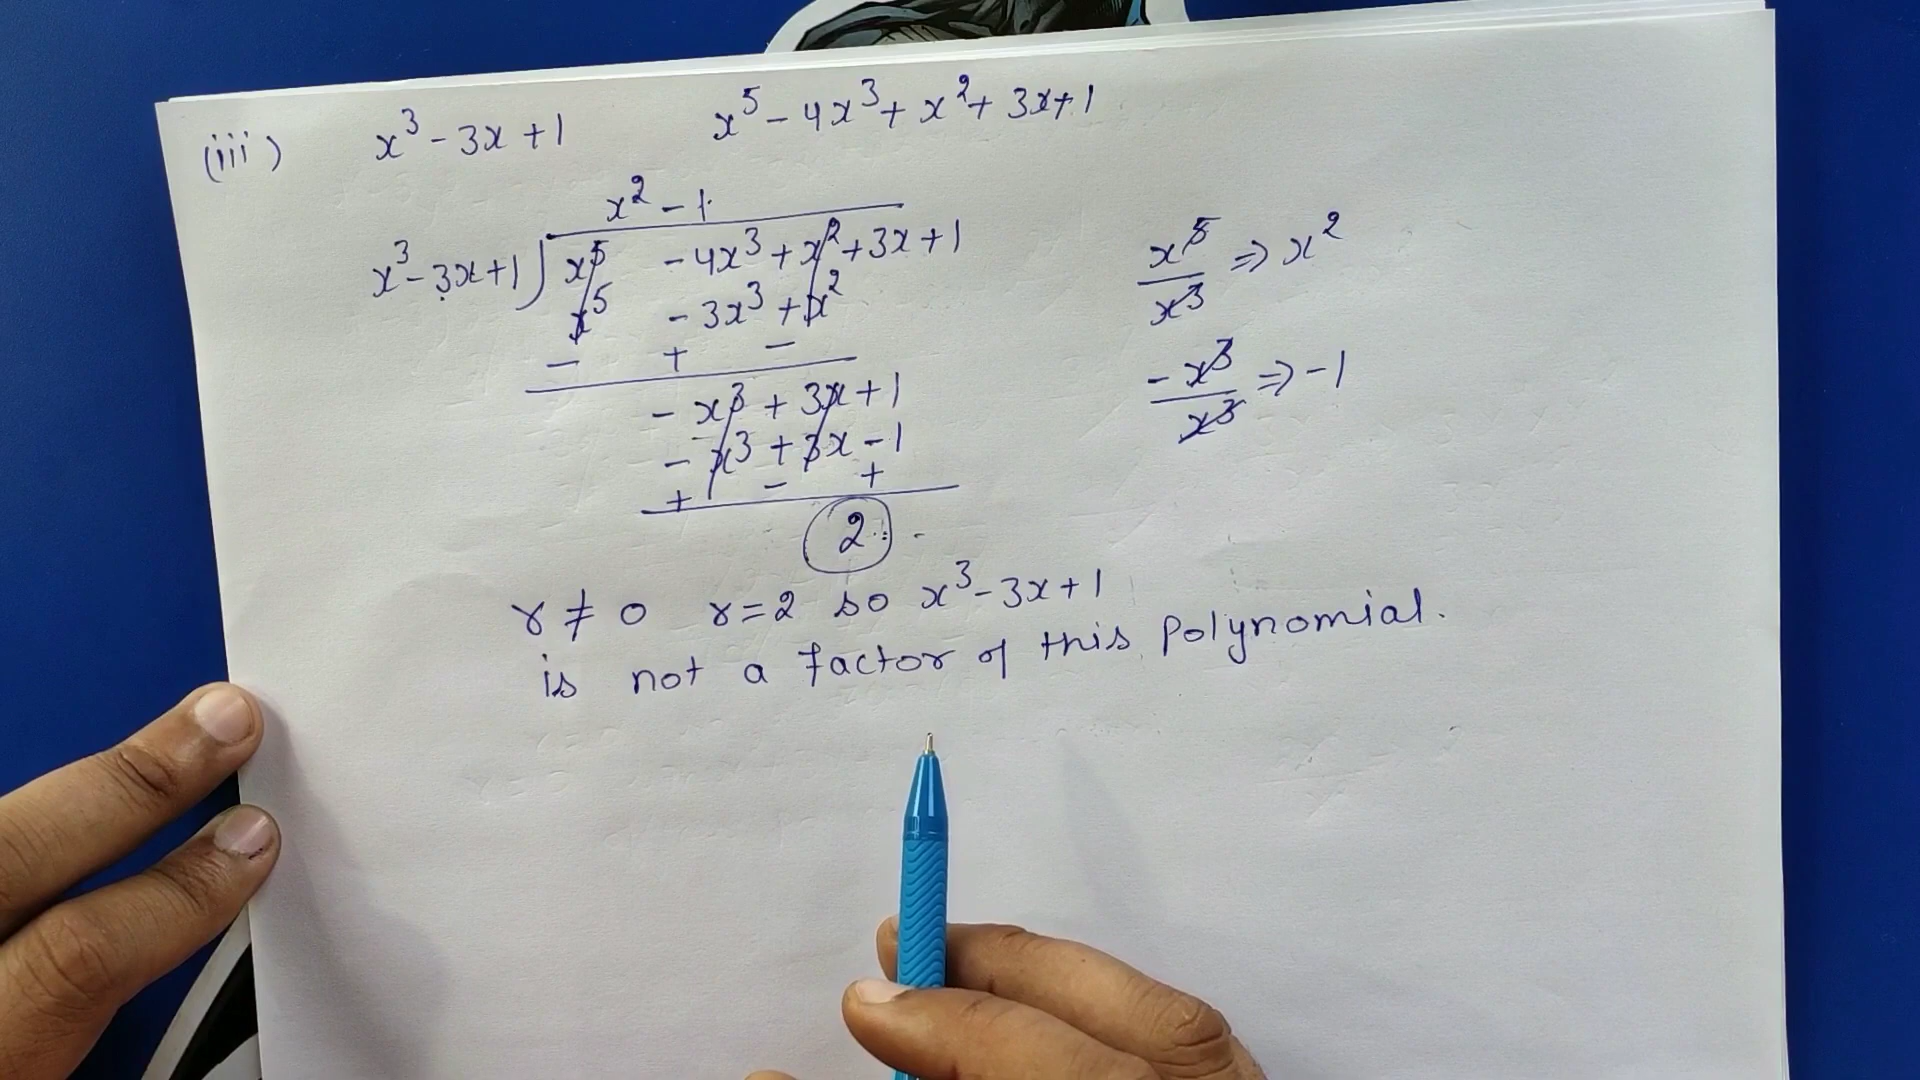 (iii) x³ - 3x + 1 x⁵ - 4x³ + x² + 3x + 1
x² - 1
x³ - 3x + 1 ) x⁵ - 4x³ + x² + 3x + 1
x⁵ - 3x³ + x²
- + -
- x³ + 3x + 1
- x³ + 3x - 1
+ - +
2
x⁵/x³ ⇒ x²
-x³/x³ ⇒ -1
r ≠ 0 r = 2 so x³ - 3x + 1
is not a factor of this polynomial.